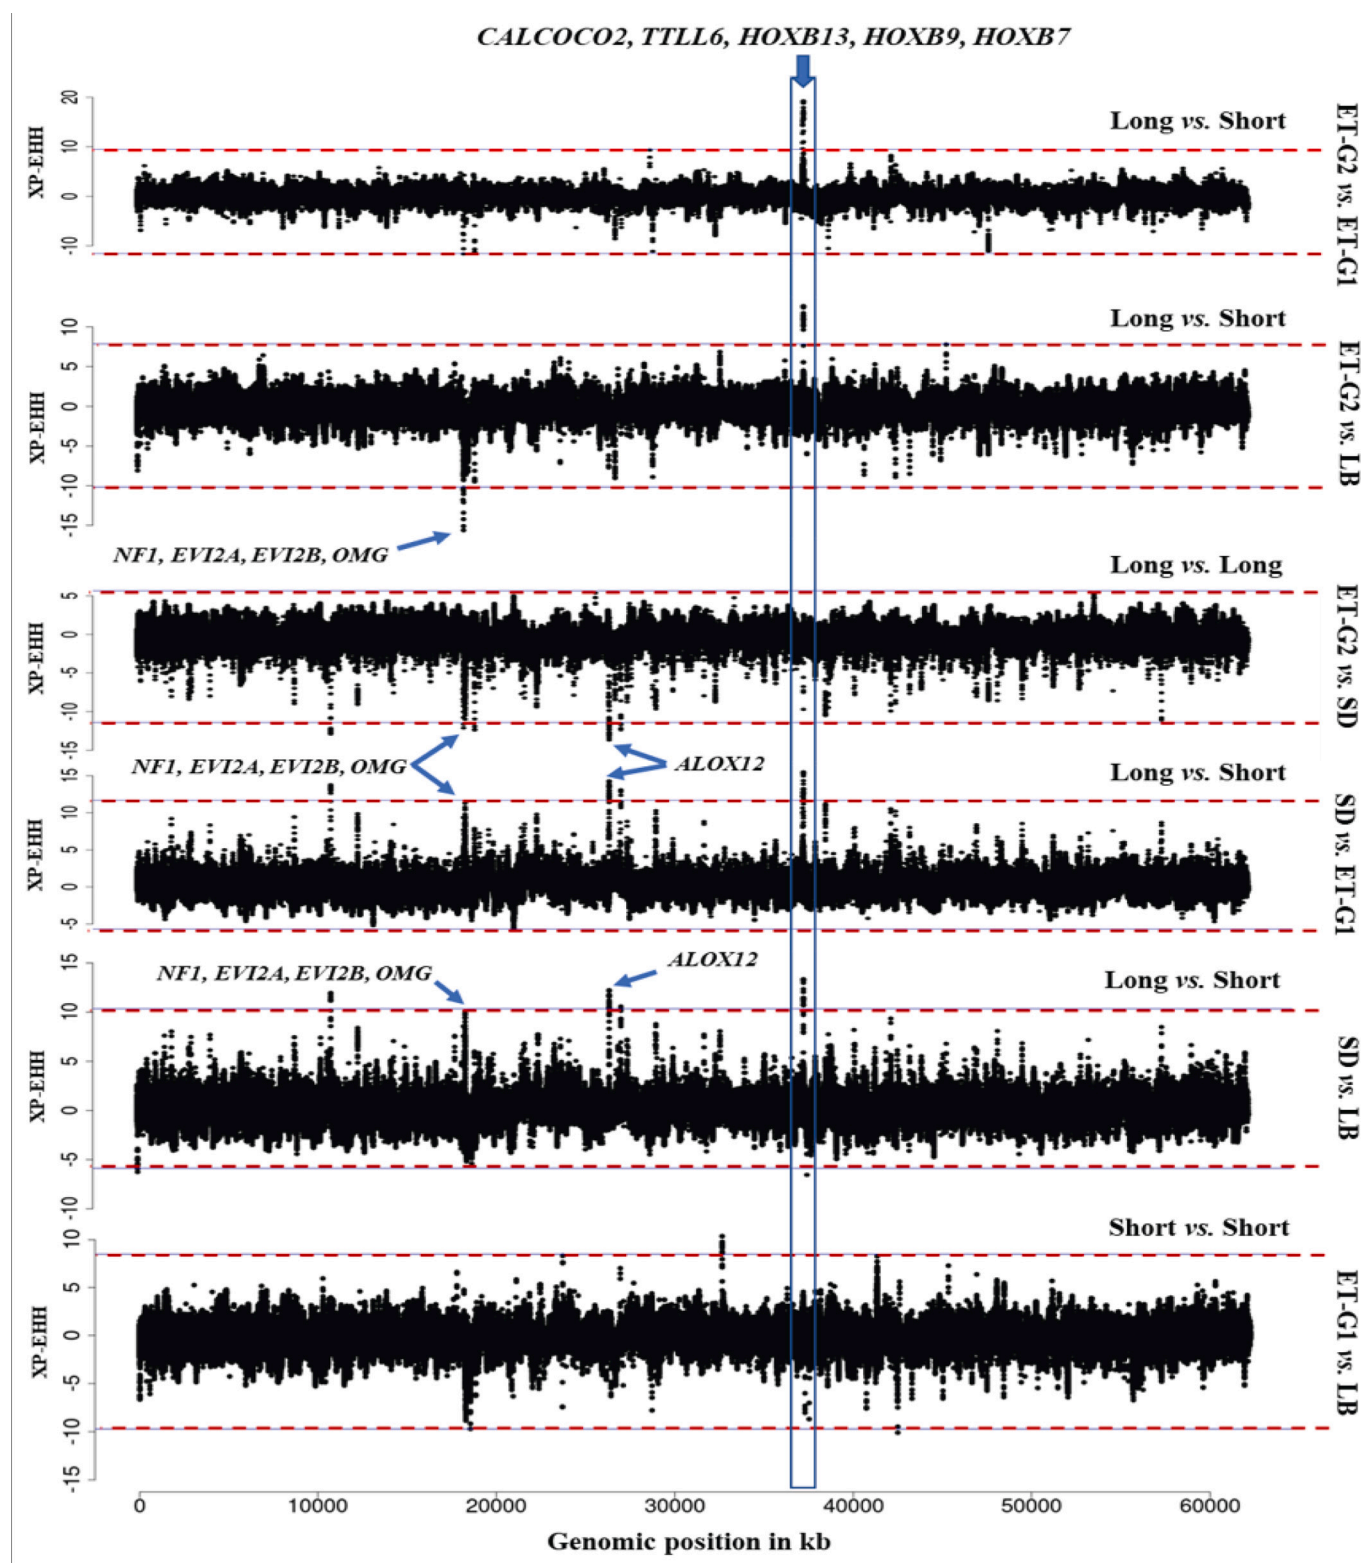 CALCOCO2, TTLL6, HOXB13, HOXB9, HOXB7
20
10
0
-10
XP-EHH
Long vs. Short
ET-G2 vs. ET-G1
10
5
0
-5
-10
-15
XP-EHH
Long vs. Short
ET-G2 vs. LB
NF1, EVI2A, EVI2B, OMG
5
0
-5
-10
-15
XP-EHH
Long vs. Long
ET-G2 vs. SD
NF1, EVI2A, EVI2B, OMG
ALOX12
15
10
5
0
-5
XP-EHH
Long vs. Short
SD vs. ET-G1
15
10
5
0
-5
-10
XP-EHH
NF1, EVI2A, EVI2B, OMG
ALOX12
Long vs. Short
SD vs. LB
10
5
0
-5
-10
-15
XP-EHH
Short vs. Short
ET-G1 vs. LB
0 10000 20000 30000 40000 50000 60000
Genomic position in kb